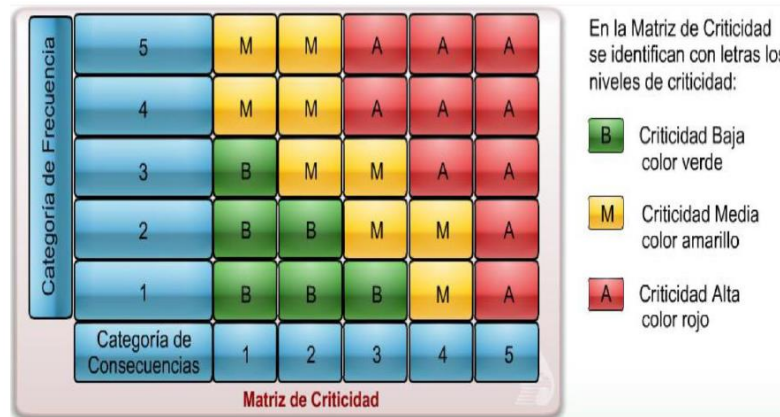 Categoría de Frecuencia
5 M M A A A
4 M M A A A
3 B M M A A
2 B B M M A
1 B B B M A
Categoría de
Consecuencias
1 2 3 4 5
Matriz de Criticidad
En la Matriz de Criticidad
se identifican con letras los
niveles de criticidad:
B Criticidad Baja
color verde
M Criticidad Media
color amarillo
A Criticidad Alta
color rojo